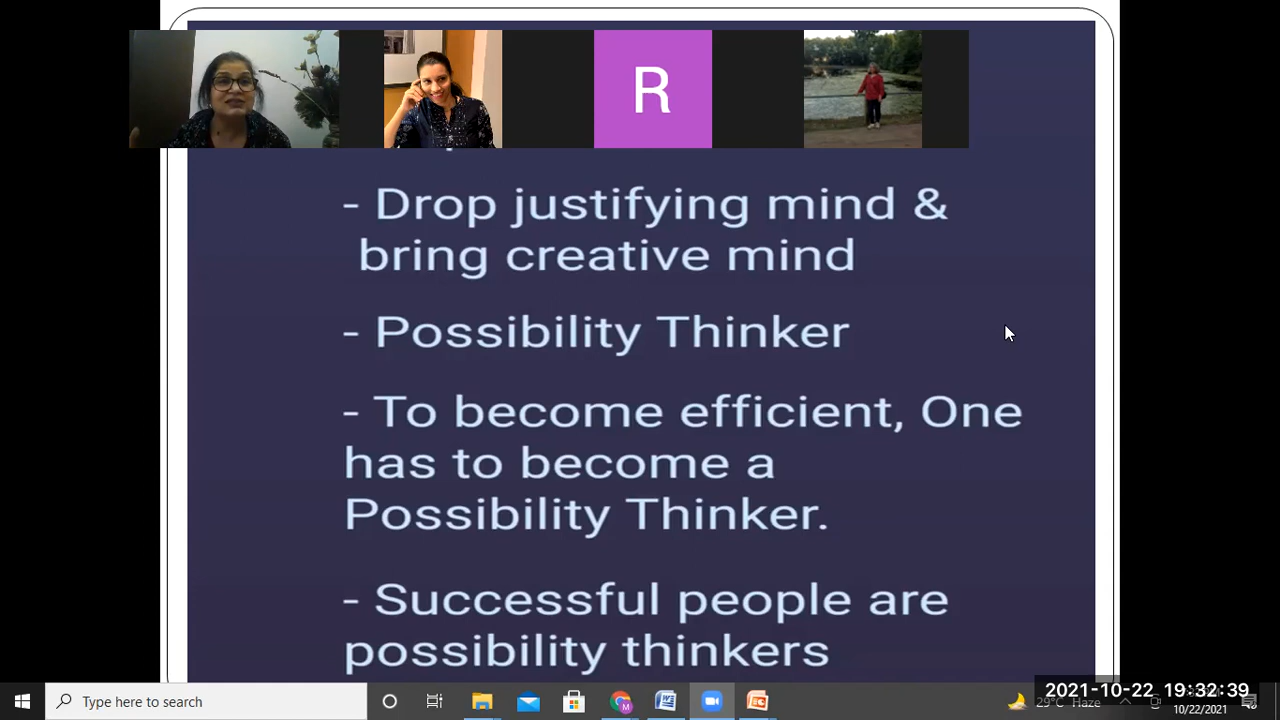 R
- Drop justifying mind &
bring creative mind
- Possibility Thinker
- To become efficient, One
has to become a
Possibility Thinker.
- Successful people are
possibility thinkers
Type here to search
29°C Haze
2021-10-22 19:32:39
10/22/2021